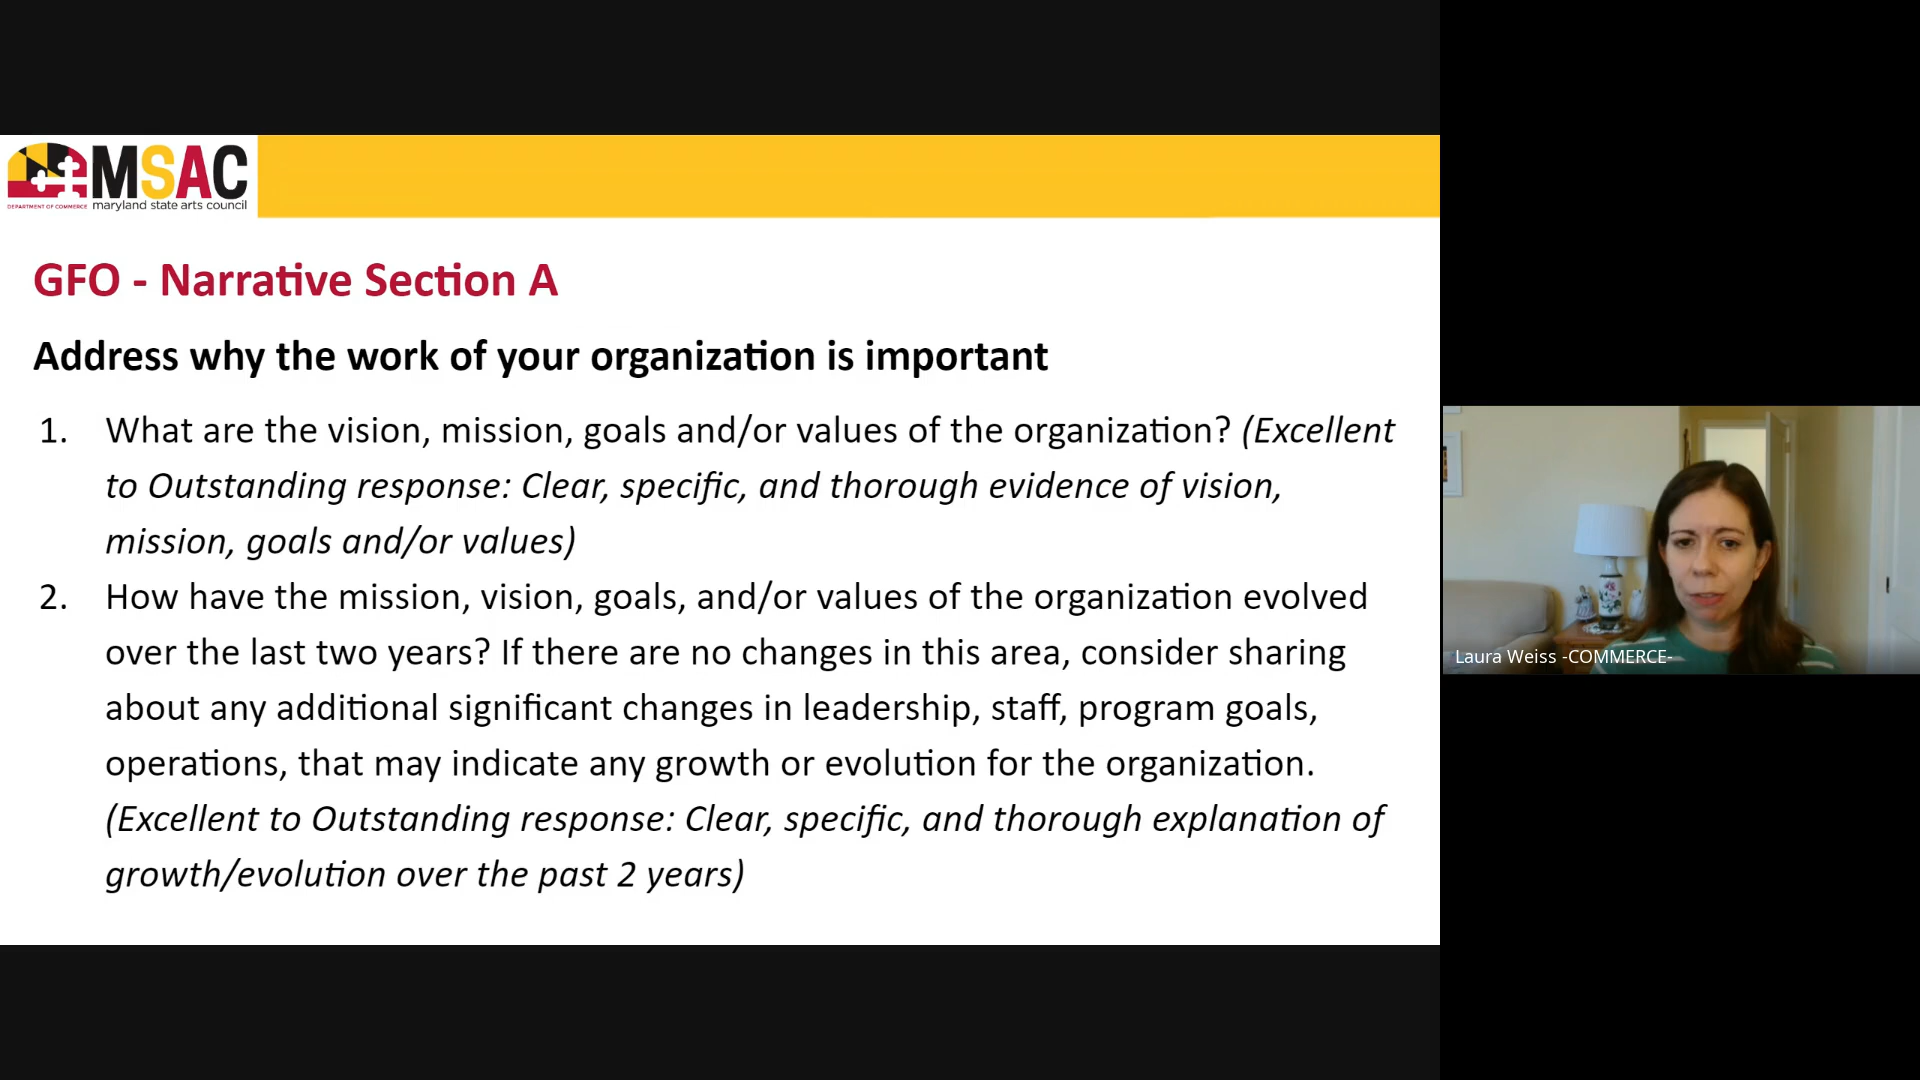 MSAC
DEPARTMENT OF COMMERCE
maryland state arts council
GFO - Narrative Section A
Address why the work of your organization is important
1. What are the vision, mission, goals and/or values of the organization? (Excellent
to Outstanding response: Clear, specific, and thorough evidence of vision,
mission, goals and/or values)
2. How have the mission, vision, goals, and/or values of the organization evolved
over the last two years? If there are no changes in this area, consider sharing
about any additional significant changes in leadership, staff, program goals,
operations, that may indicate any growth or evolution for the organization.
(Excellent to Outstanding response: Clear, specific, and thorough explanation of
growth/evolution over the past 2 years)
Laura Weiss -COMMERCE-